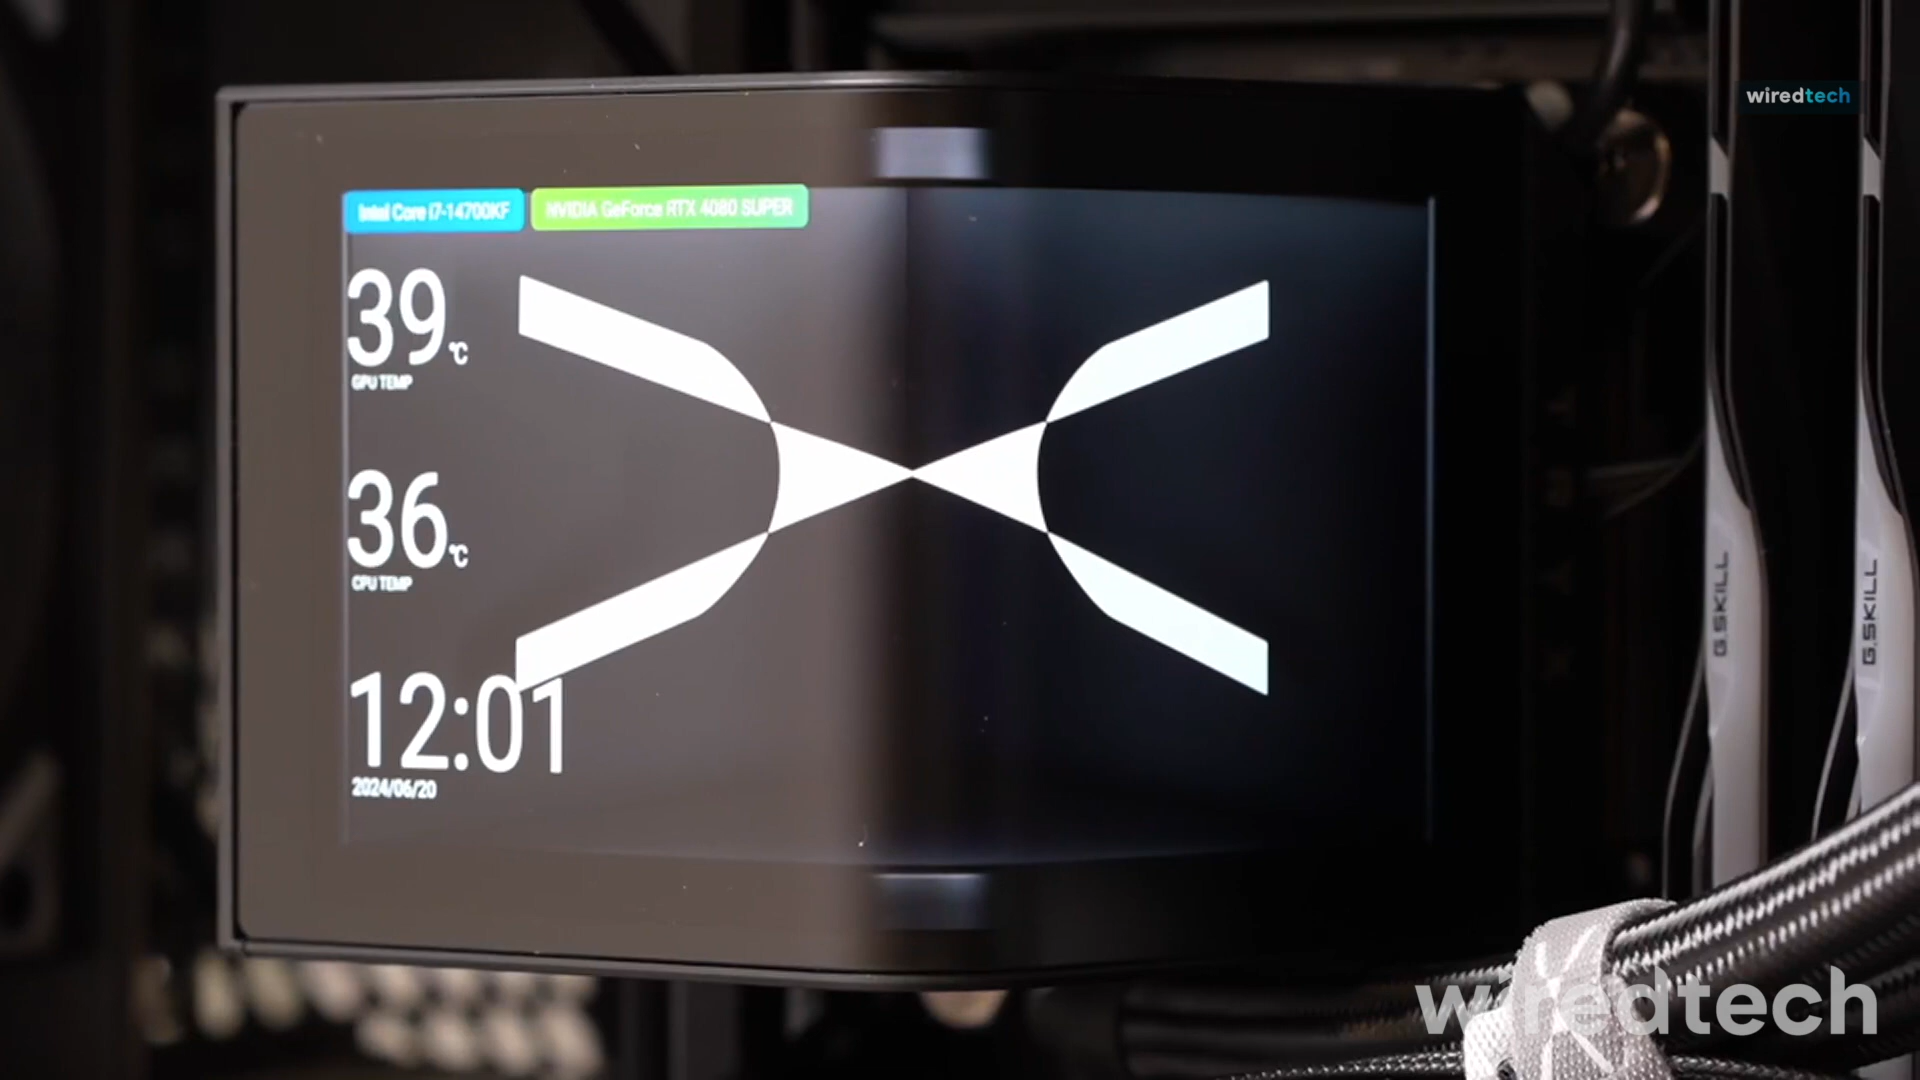 wiredtech
Intel Core i7-14700KF
NVIDIA GeForce RTX 4080 SUPER
39°C
GPU TEMP
36°C
CPU TEMP
12:01
2024/06/20
G.SKILL
G.SKILL
wiredtech